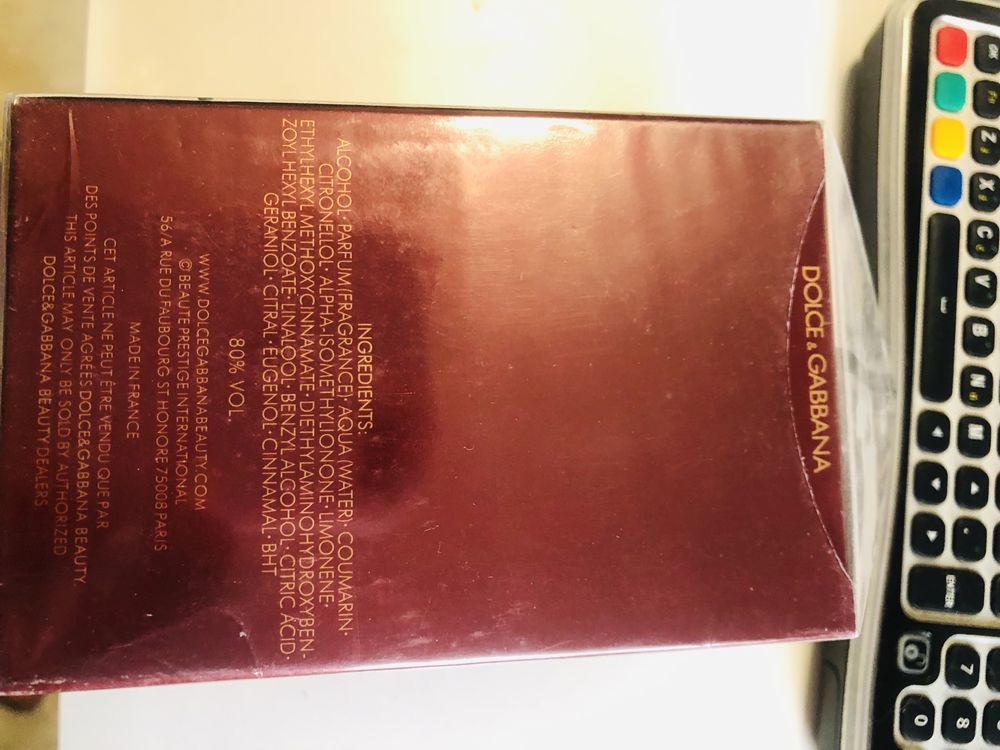 DOLCE & GABBANA
INGREDIENTS:
ALCOHOL· PARFUM(FRAGRANCE)· AQUA(WATER)· COUMARIN·
CITRONELLOL· ALPHA-ISOMETHYLIONONE· LIMONENE·
ETHYLHEXYL METHOXYCINNAMATE· DIETHYLAMINOHYDROXYBEN-
ZOYL HEXYL BENZOATE· LINALOOL· BENZYL ALCOHOL· CITRIC ACID·
GERANIOL· CITRAL· EUGENOL· CINNAMAL· BHT
80% VOL
WWW.DOLCEGABBANABEAUTY.COM
© BEAUTE PRESTIGE INTERNATIONAL
56/A RUE DU FAUBOURG ST HONORE 75008 PARIS
MADE IN FRANCE
CET ARTICLE NE PEUT ÊTRE VENDU QUE PAR
DES POINTS DE VENTE AGRÉÉS DOLCE&GABBANA BEAUTY
THIS ARTICLE MAY ONLY BE SOLD BY AUTHORIZED
DOLCE&GABBANA BEAUTY DEALERS
Z
X
C
V
B
N
M
ENTER
7
8
0